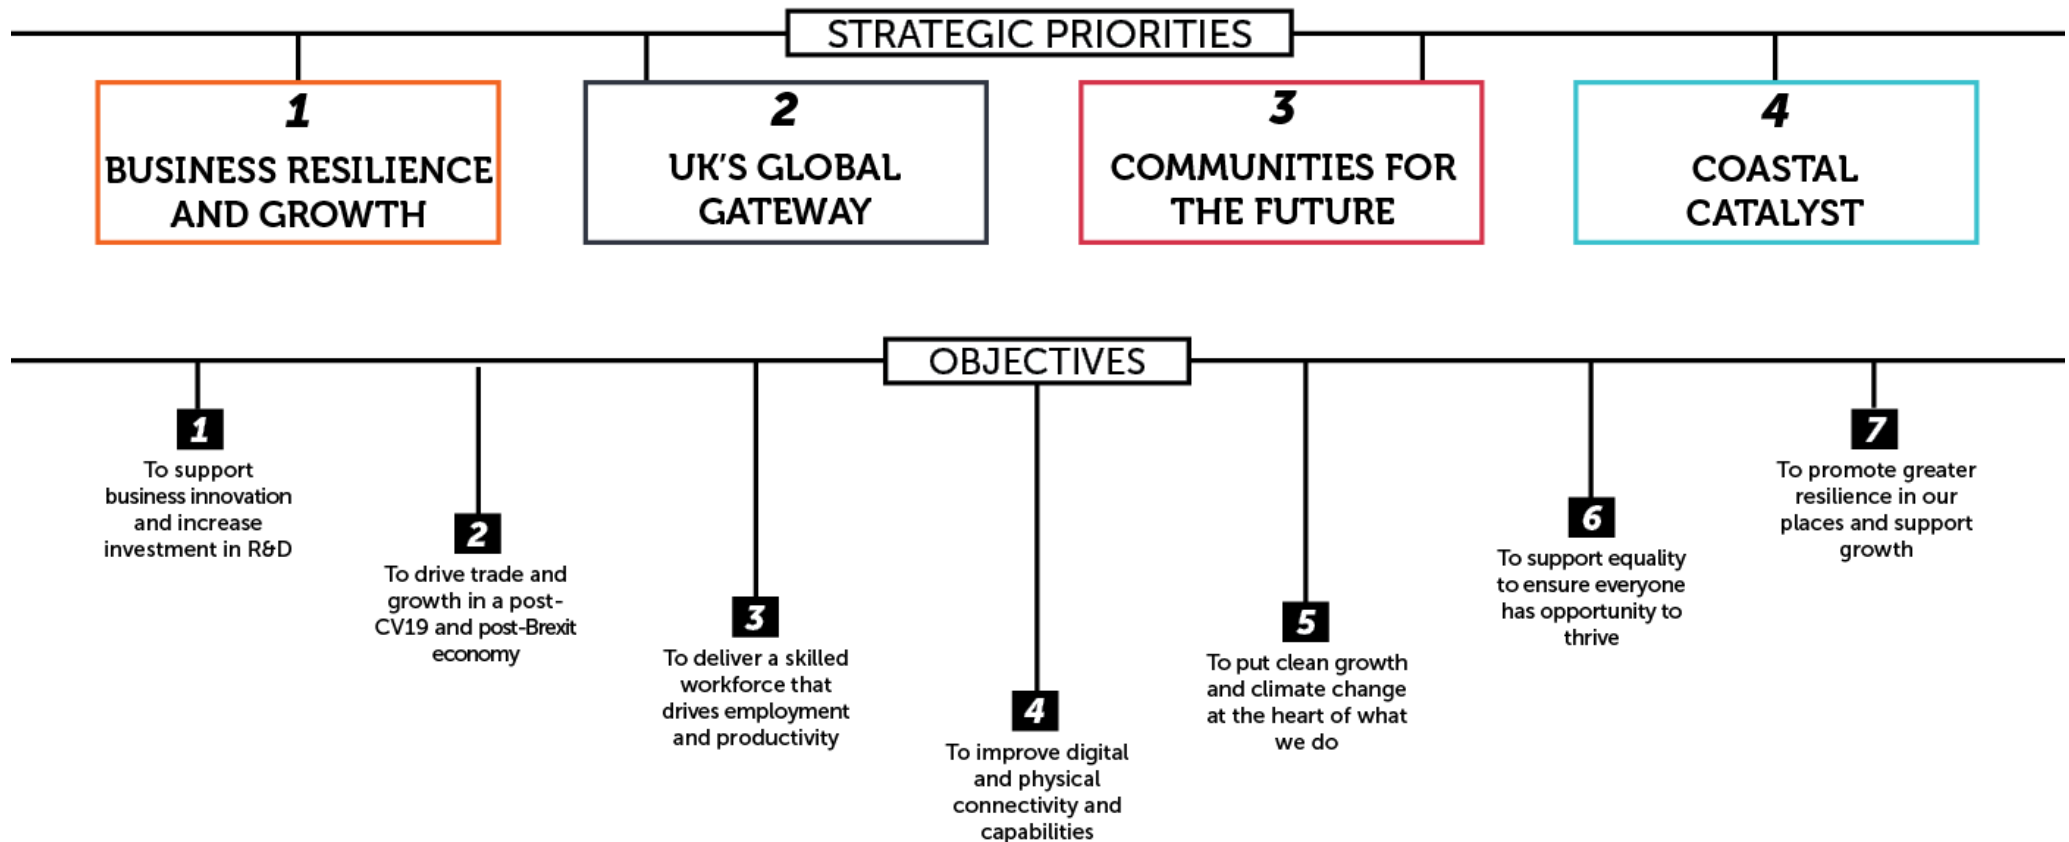 STRATEGIC PRIORITIES
1
BUSINESS RESILIENCE
AND GROWTH
2
UK'S GLOBAL
GATEWAY
3
COMMUNITIES FOR
THE FUTURE
4
COASTAL
CATALYST
OBJECTIVES
1
To support
business innovation
and increase
investment in R&D
2
To drive trade and
growth in a post-
CV19 and post-Brexit
economy
3
To deliver a skilled
workforce that
drives employment
and productivity
4
To improve digital
and physical
connectivity and
capabilities
5
To put clean growth
and climate change
at the heart of what
we do
6
To support equality
to ensure everyone
has opportunity to
thrive
7
To promote greater
resilience in our
places and support
growth